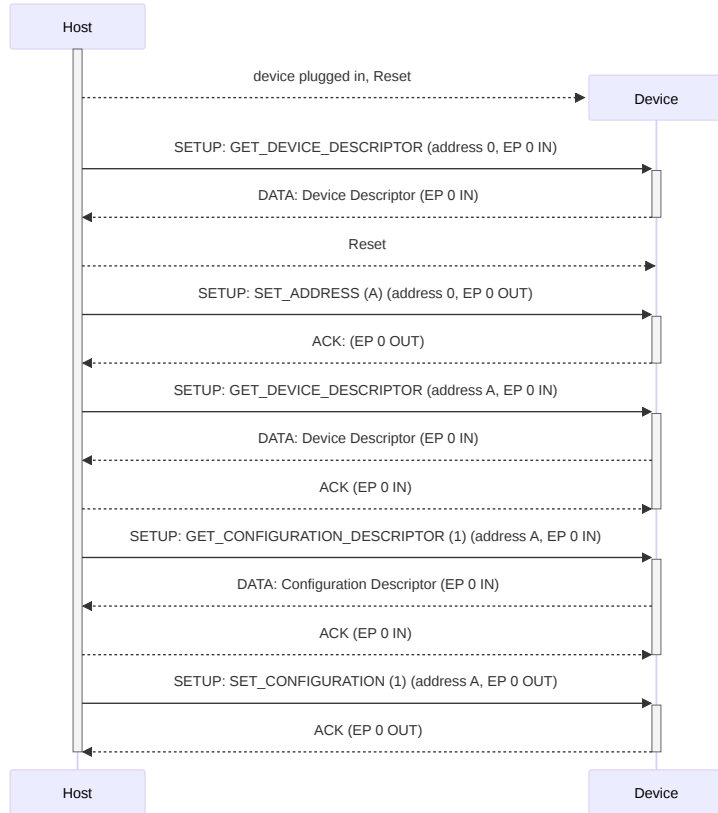 Host
device plugged in, Reset
Device
SETUP: GET_DEVICE_DESCRIPTOR (address 0, EP 0 IN)
DATA: Device Descriptor (EP 0 IN)
Reset
SETUP: SET_ADDRESS (A) (address 0, EP 0 OUT)
ACK: (EP 0 OUT)
SETUP: GET_DEVICE_DESCRIPTOR (address A, EP 0 IN)
DATA: Device Descriptor (EP 0 IN)
ACK (EP 0 IN)
SETUP: GET_CONFIGURATION_DESCRIPTOR (1) (address A, EP 0 IN)
DATA: Configuration Descriptor (EP 0 IN)
ACK (EP 0 IN)
SETUP: SET_CONFIGURATION (1) (address A, EP 0 OUT)
ACK (EP 0 OUT)
Host
Device